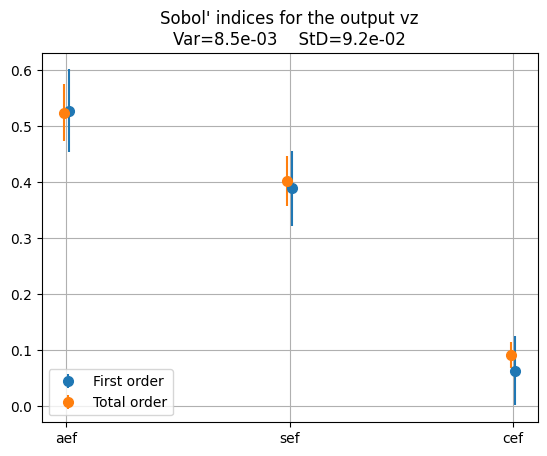 Sobol' indices for the output vz
Var=8.5e-03    StD=9.2e-02
0.6
0.5
0.4
0.3
0.2
0.1
0.0
First order
Total order
aef
sef
cef